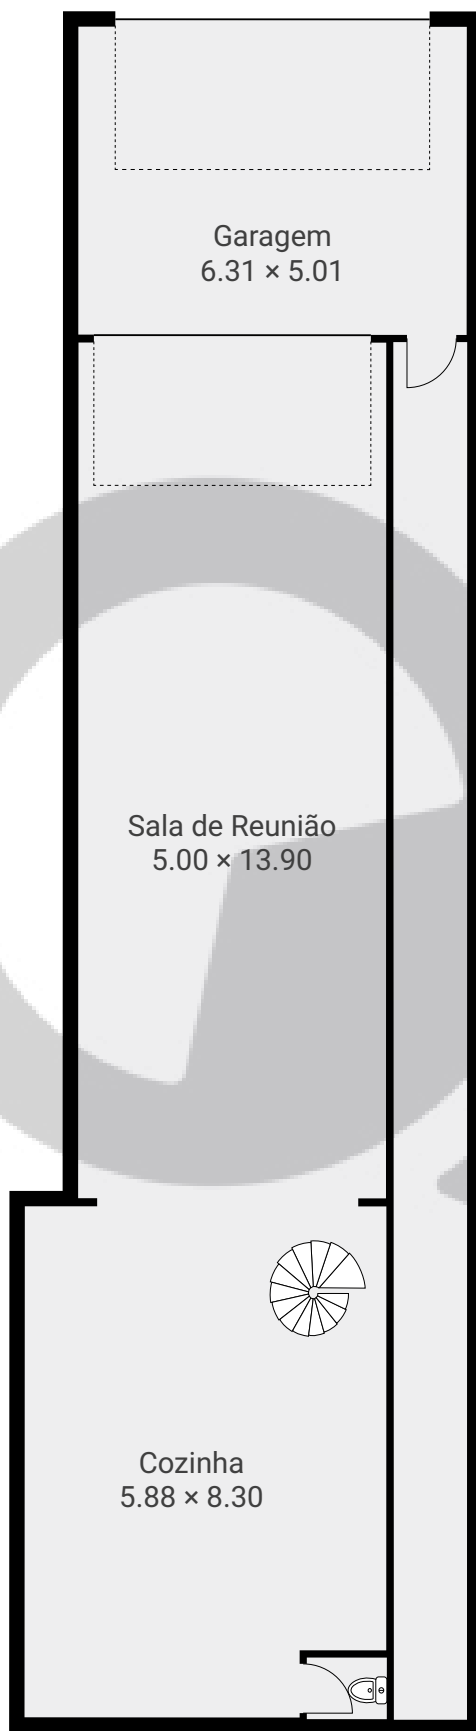 Garagem
6.31 × 5.01
Sala de Reunião
5.00 × 13.90
Cozinha
5.88 × 8.30